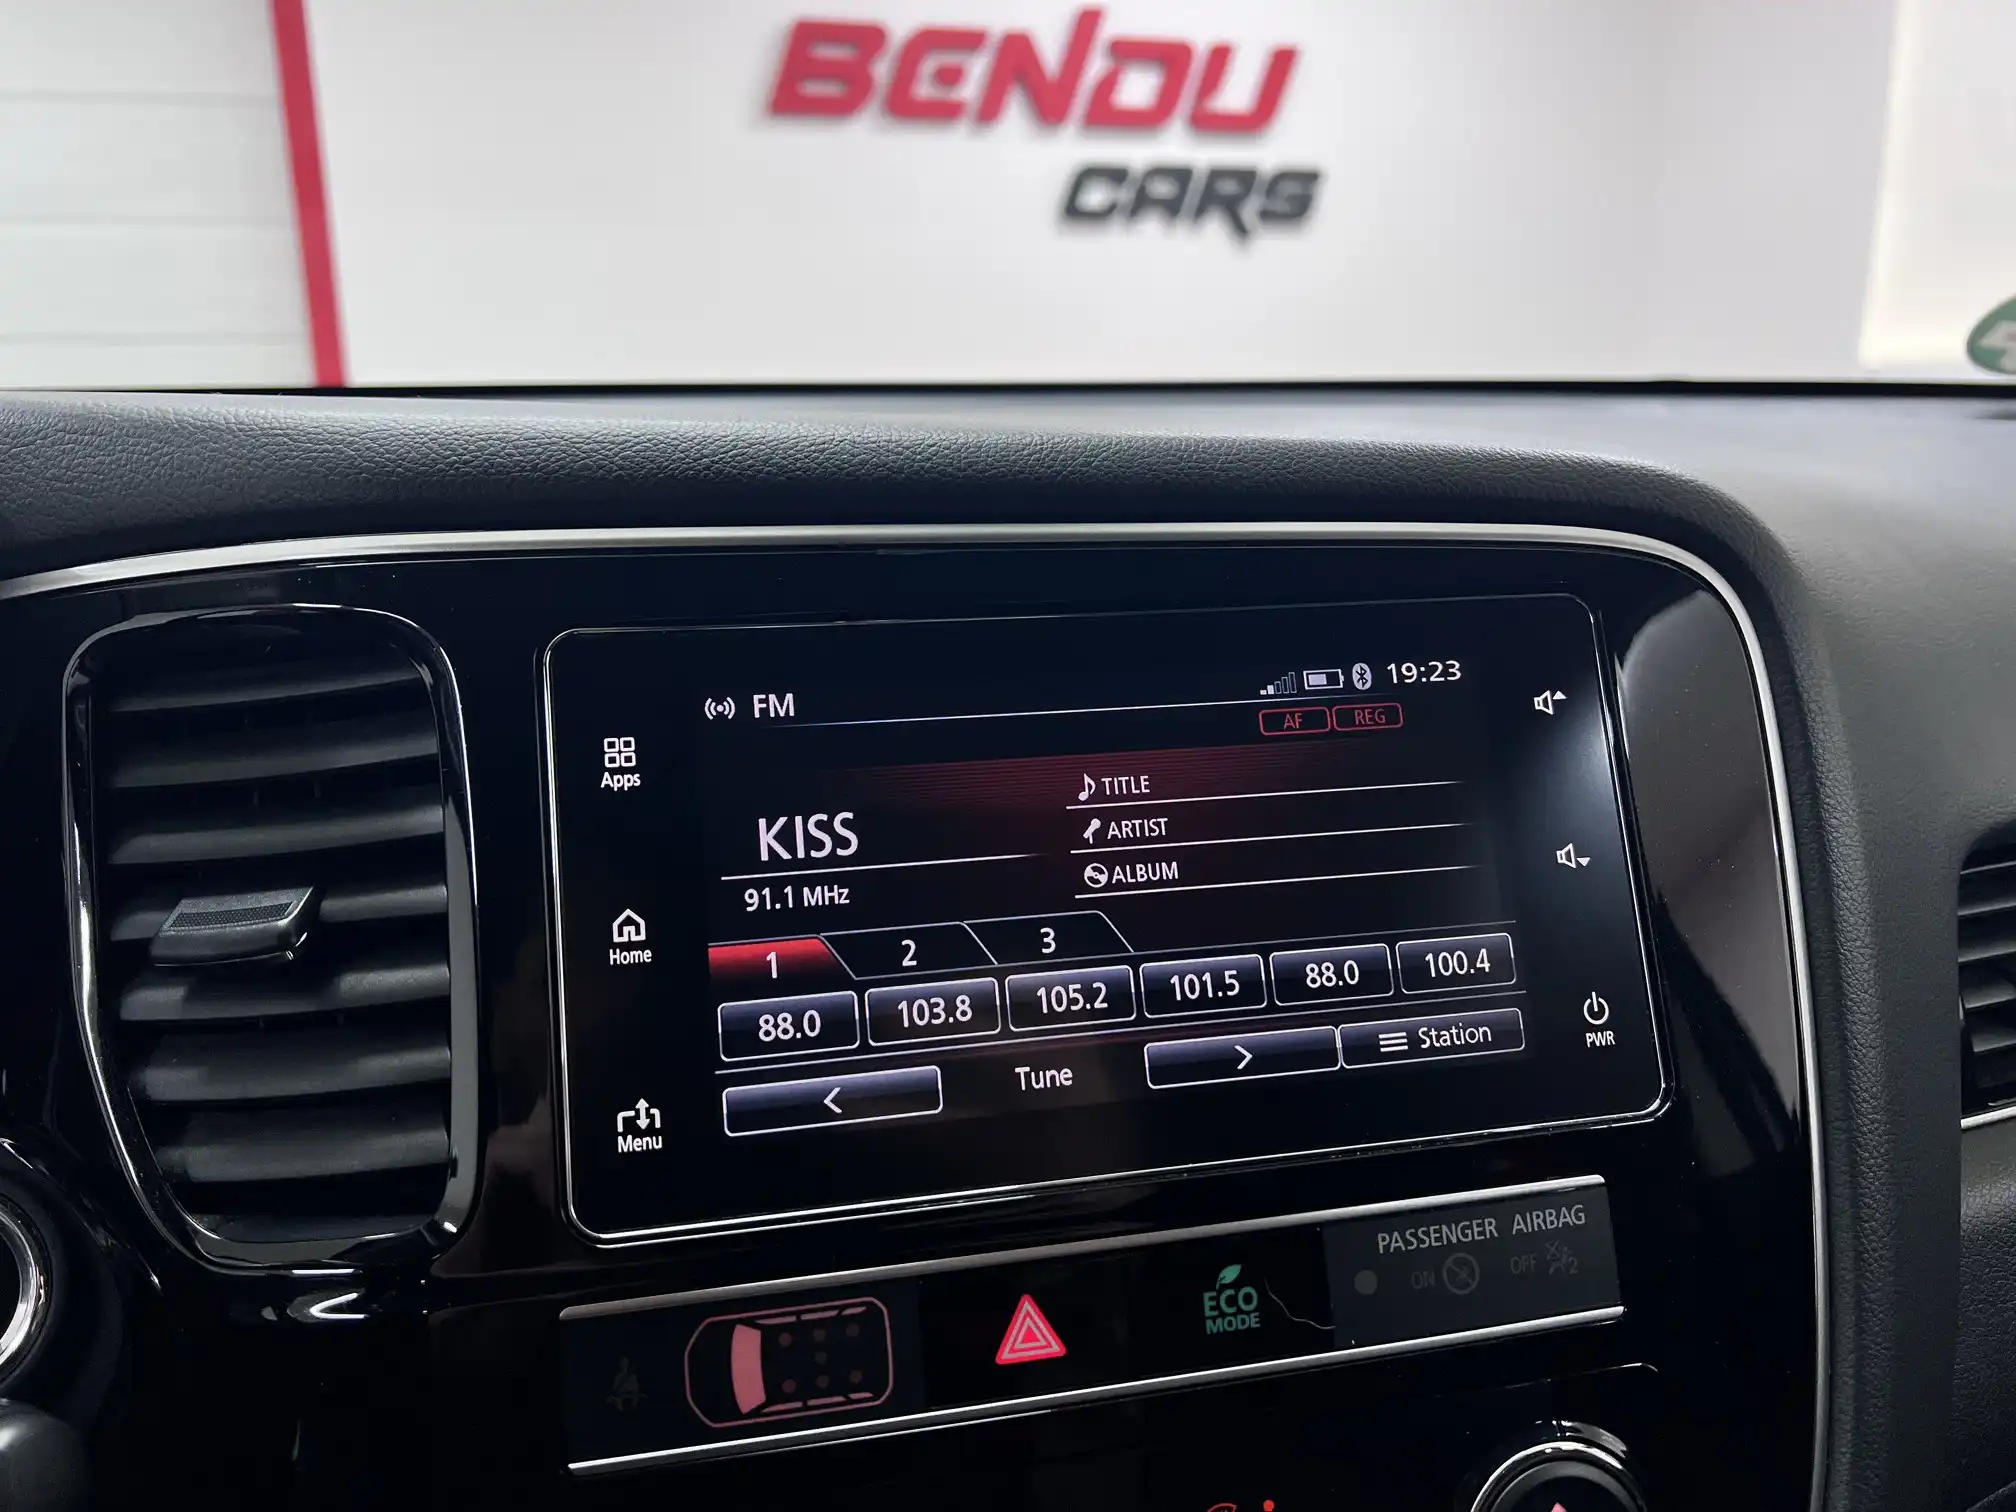 BENDU
CARS
FM
19:23
AF REG
Apps
TITLE
KISS
ARTIST
91.1 MHz
ALBUM
Home
1 2 3
88.0 103.8 105.2 101.5 88.0 100.4
Tune
Station
PWR
Menu
PASSENGER AIRBAG
ON OFF 2
ECO
MODE